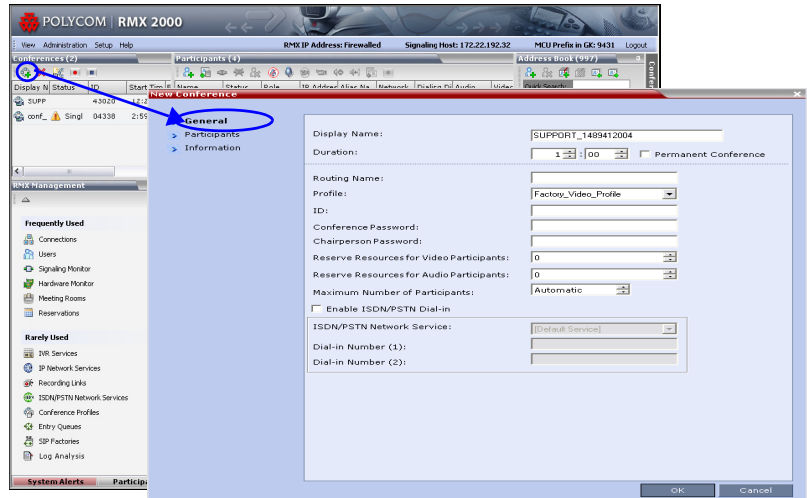 POLYCOM | RMX 2000
View Administration Setup Help RMX IP Address: Firewalled Signaling Host: 172.22.192.32 MCU Prefix in GK: 9431 Logout
Conferences (2) Participants (4) Address Book (997)
Display N Status ID Start Tim Name Status Role IP Addres Alias Na Network Dialing Di Audio Video Quick Search:
SUPP 43020
conf_ Singl 04338 2:59
New Conference
General
Participants
Information
Display Name: SUPPORT_1489412004
Duration: 1 : 00 Permanent Conference
Routing Name:
Profile: Factory_Video_Profile
ID:
Conference Password:
Chairperson Password:
Reserve Resources for Video Participants: 0
Reserve Resources for Audio Participants: 0
Maximum Number of Participants: Automatic
Enable ISDN/PSTN Dial-in
ISDN/PSTN Network Service: [Default Service]
Dial-in Number (1):
Dial-in Number (2):
OK Cancel
RMX Management
Frequently Used
Connections
Users
Signaling Monitor
Hardware Monitor
Meeting Rooms
Reservations
Rarely Used
IVR Services
IP Network Services
Recording Links
ISDN/PSTN Network Services
Conference Profiles
Entry Queues
SIP Factories
Log Analysis
System Alerts Particip